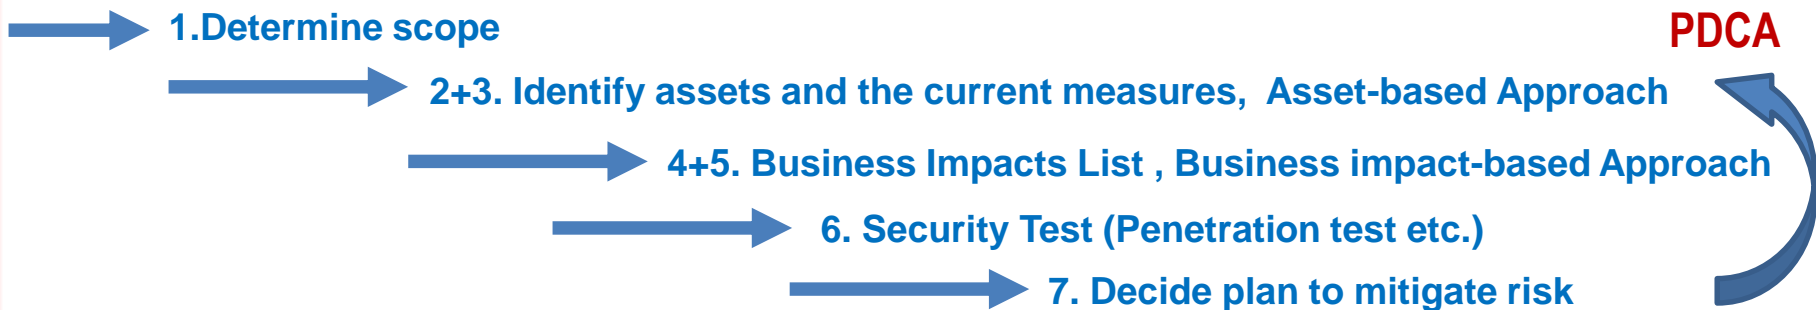 1.Determine scope
PDCA
2+3. Identify assets and the current measures, Asset-based Approach
4+5. Business Impacts List , Business impact-based Approach
6. Security Test (Penetration test etc.)
7. Decide plan to mitigate risk